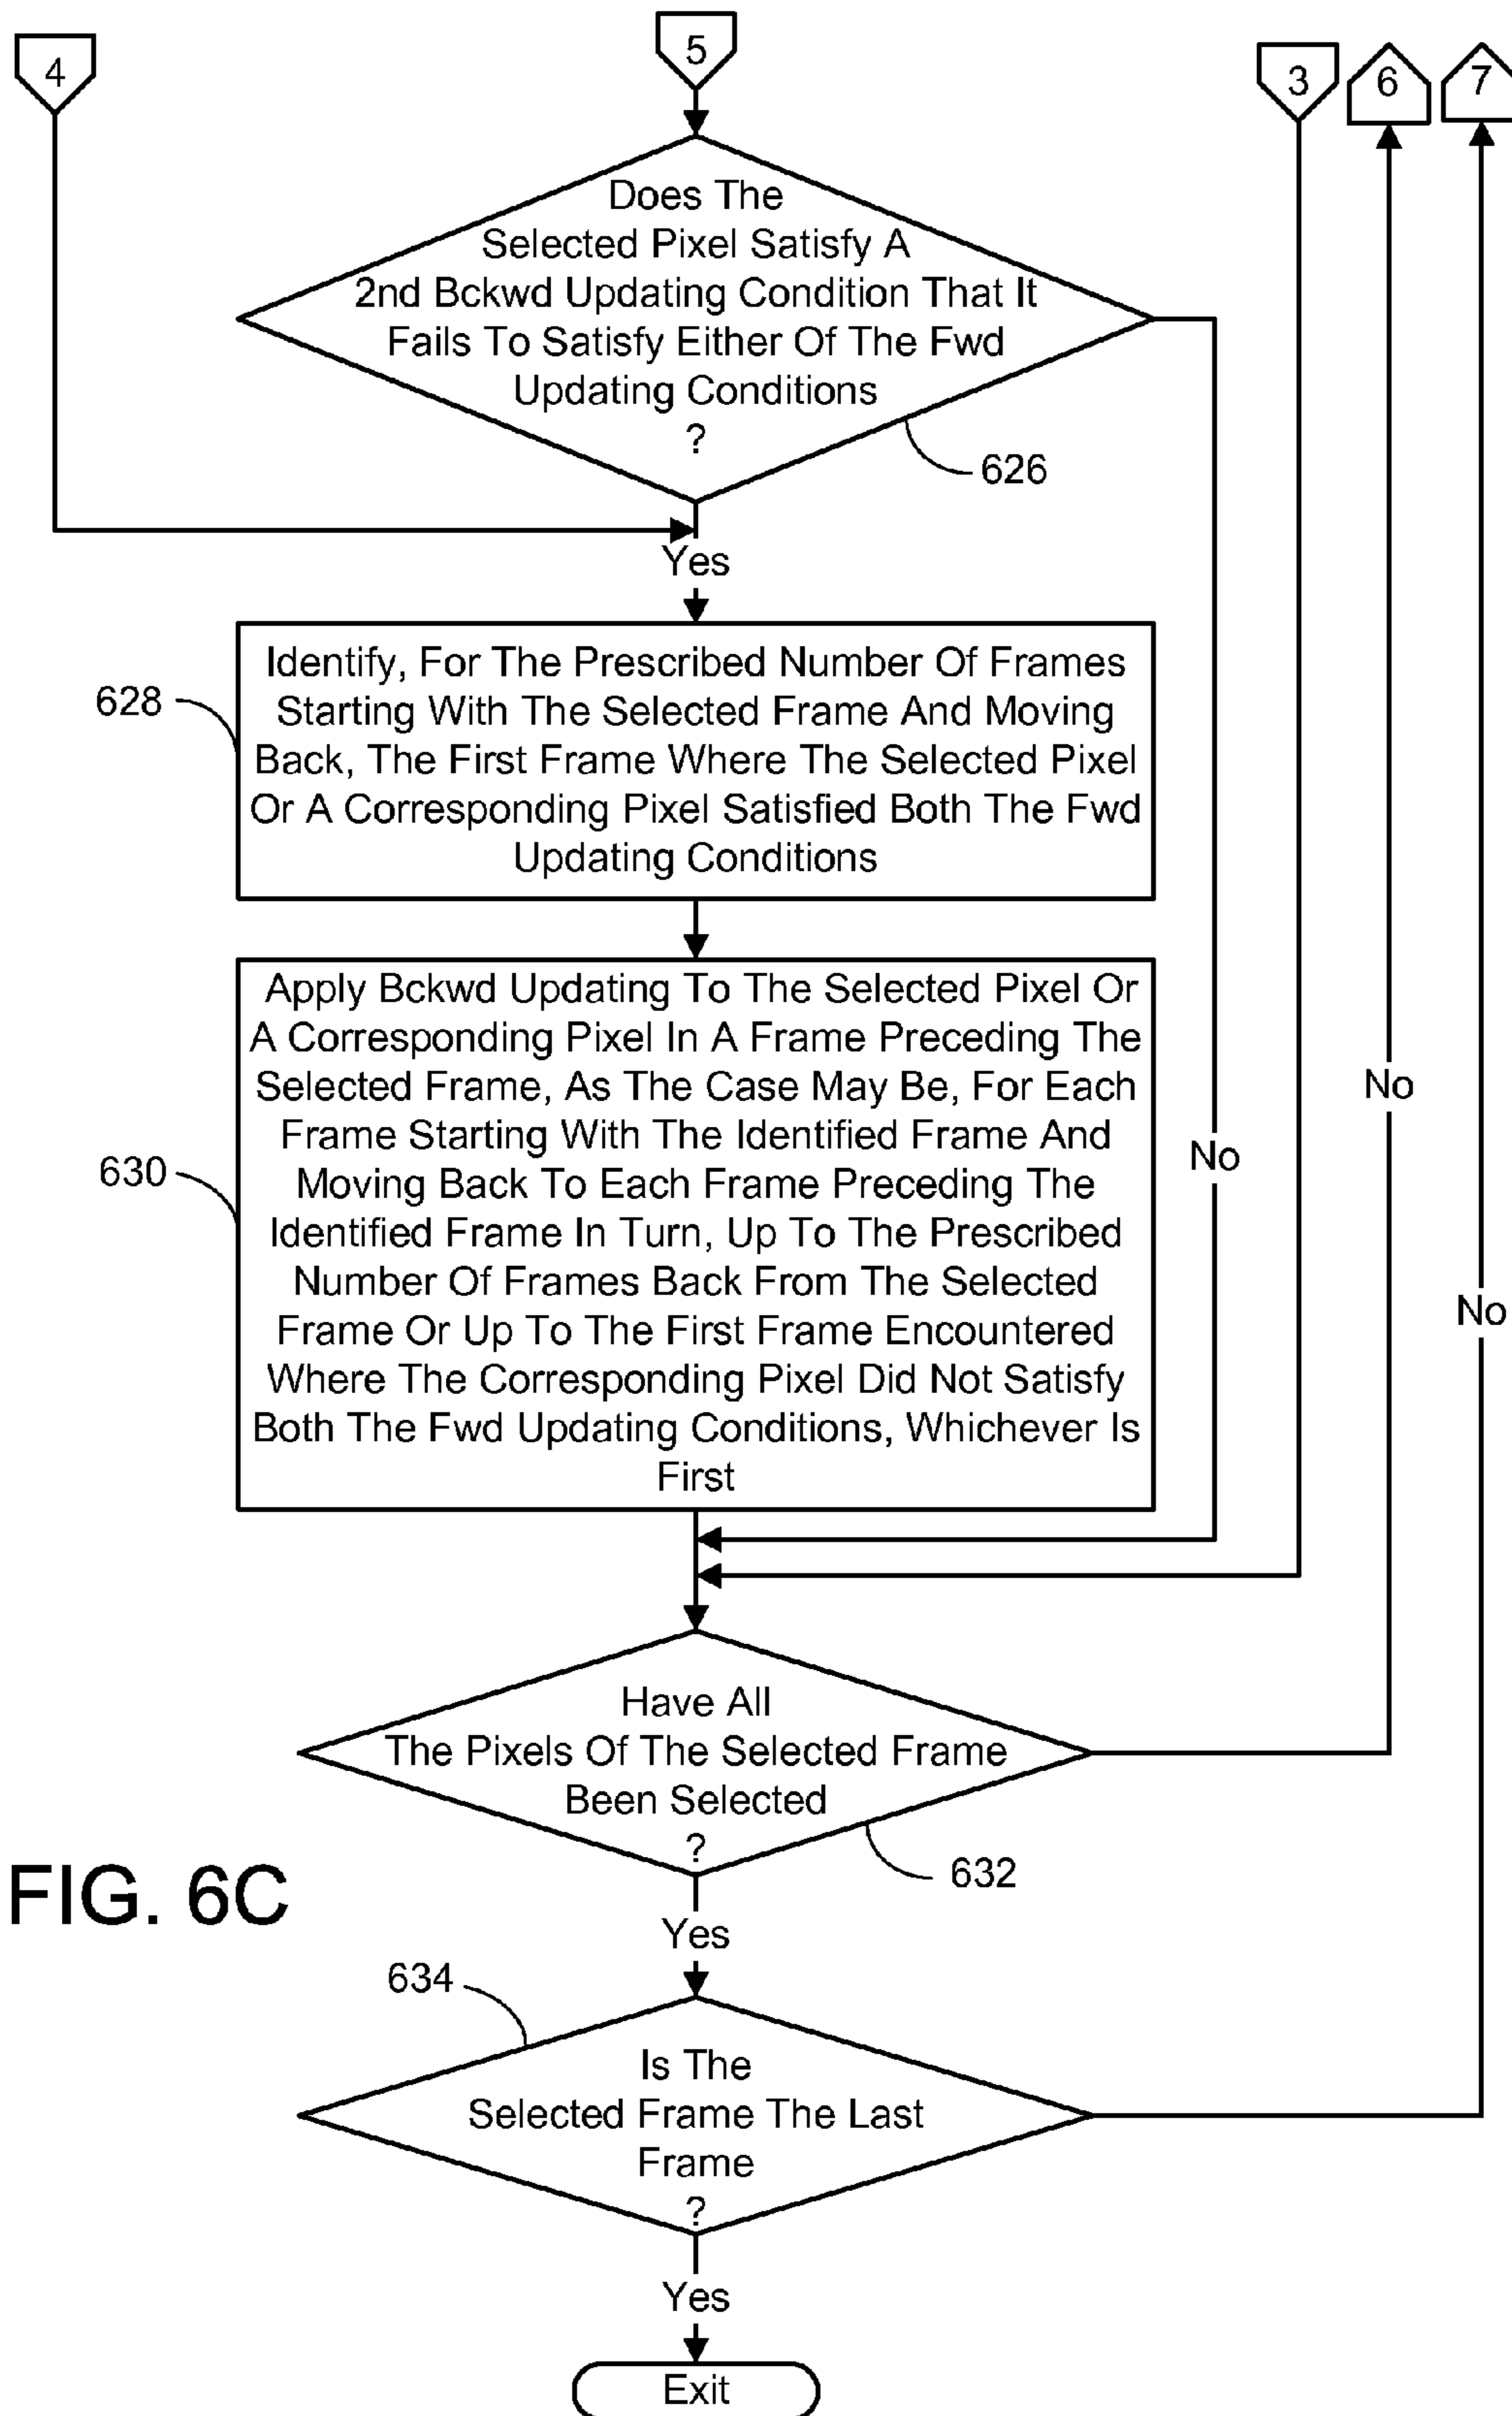 4
5
3
6
7
Does The
Selected Pixel Satisfy A
2nd Bckwd Updating Condition That It
Fails To Satisfy Either Of The Fwd
Updating Conditions
?
626
Yes
628
Identify, For The Prescribed Number Of Frames
Starting With The Selected Frame And Moving
Back, The First Frame Where The Selected Pixel
Or A Corresponding Pixel Satisfied Both The Fwd
Updating Conditions
630
Apply Bckwd Updating To The Selected Pixel Or
A Corresponding Pixel In A Frame Preceding The
Selected Frame, As The Case May Be, For Each
Frame Starting With The Identified Frame And
Moving Back To Each Frame Preceding The
Identified Frame In Turn, Up To The Prescribed
Number Of Frames Back From The Selected
Frame Or Up To The First Frame Encountered
Where The Corresponding Pixel Did Not Satisfy
Both The Fwd Updating Conditions, Whichever Is
First
No
No
No
Have All
The Pixels Of The Selected Frame
Been Selected
?
632
FIG. 6C
Yes
634
Is The
Selected Frame The Last
Frame
?
Yes
Exit